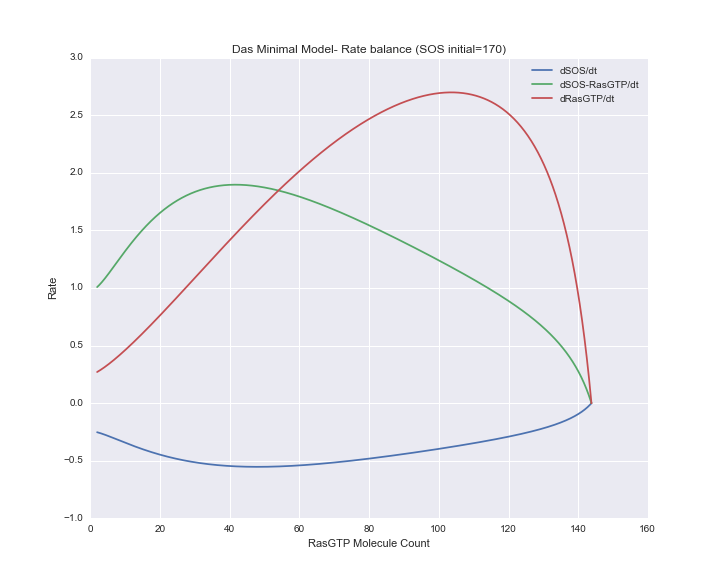 Das Minimal Model- Rate balance (SOS initial=170)
dSOS/dt
dSOS-RasGTP/dt
dRasGTP/dt
3.0
2.5
2.0
1.5
1.0
0.5
0.0
−0.5
−1.0
Rate
0 20 40 60 80 100 120 140 160
RasGTP Molecule Count